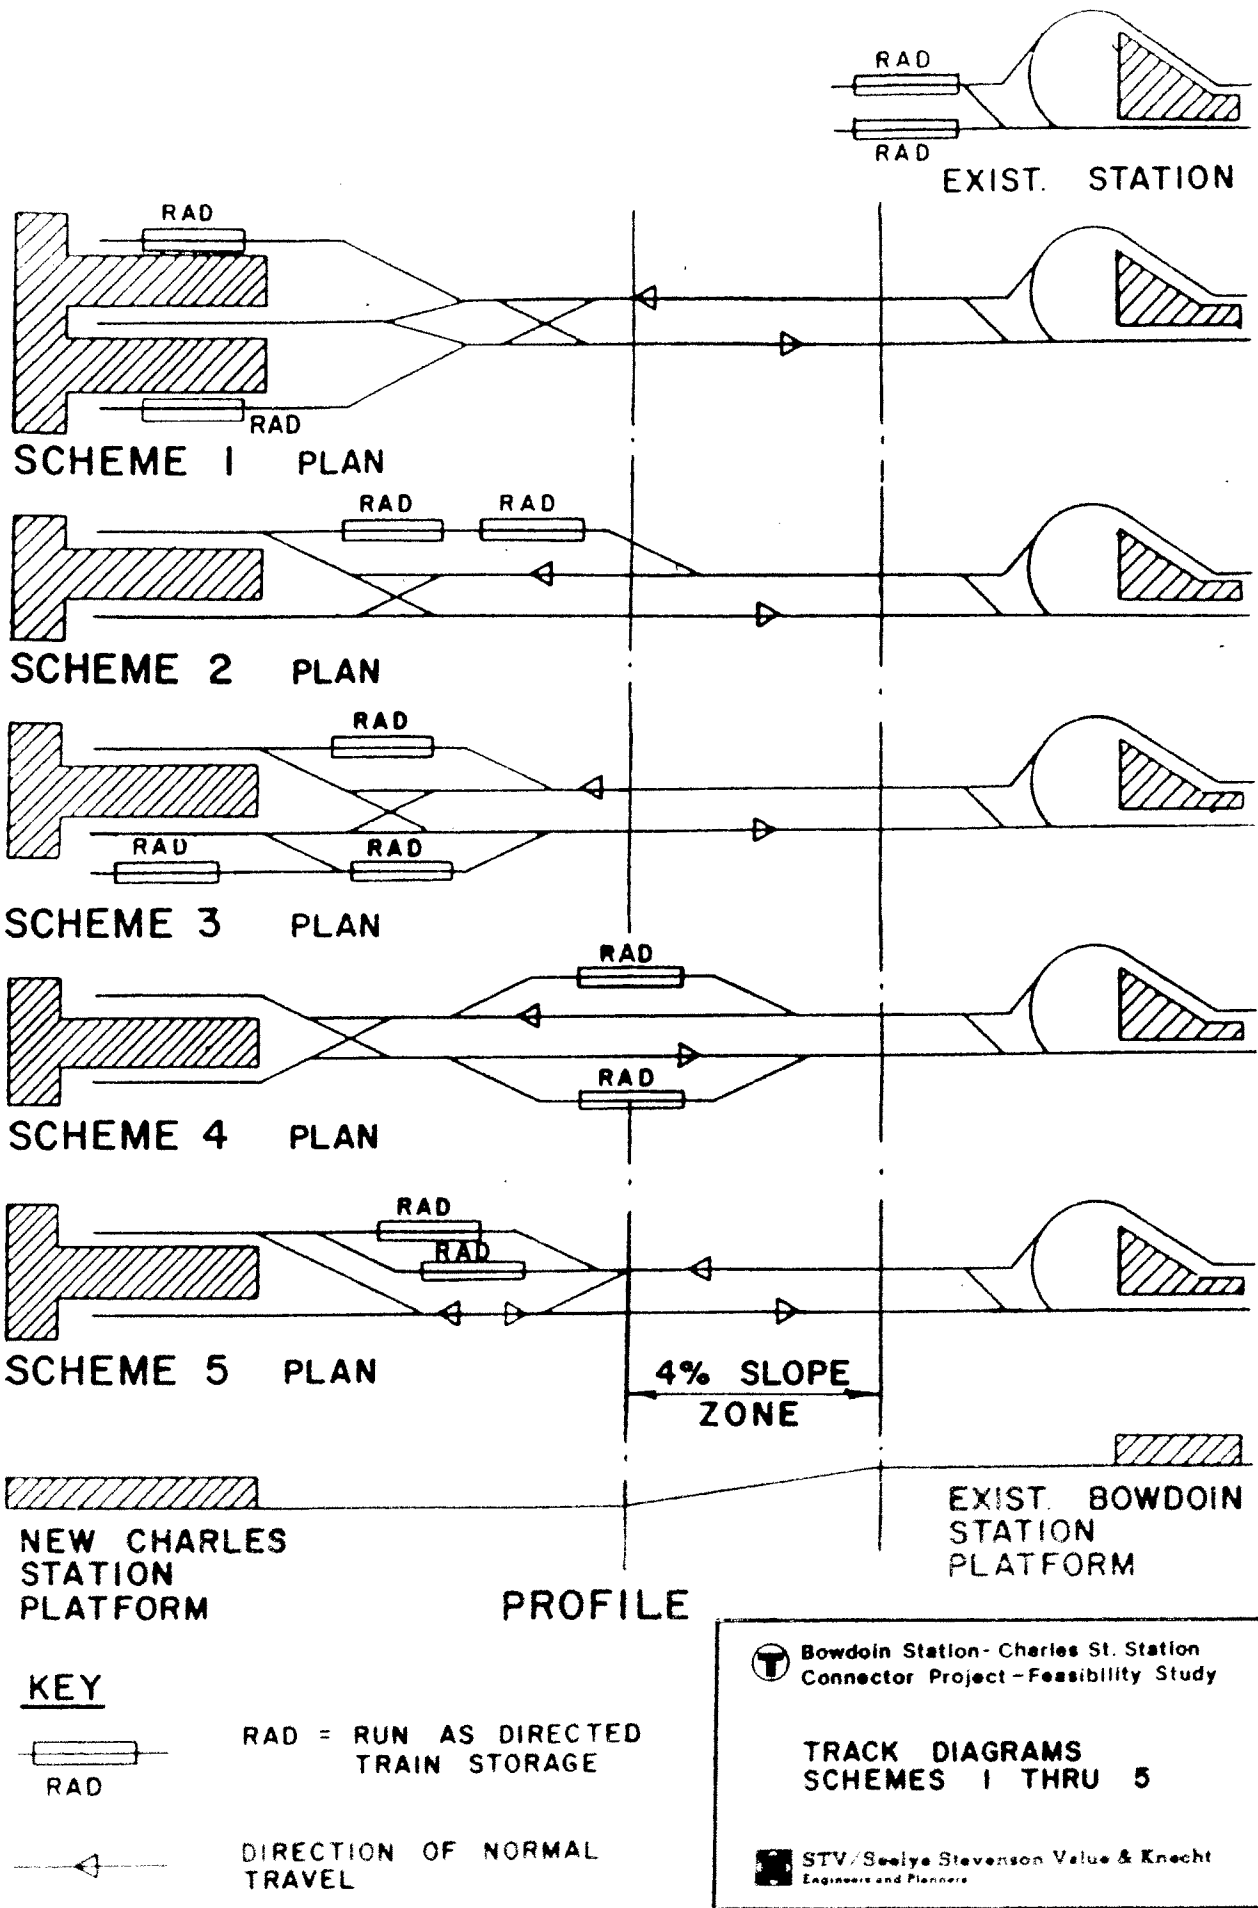 RAD
RAD
EXIST. STATION
RAD
RAD
SCHEME 1 PLAN
RAD RAD
SCHEME 2 PLAN
RAD
RAD RAD
SCHEME 3 PLAN
RAD
RAD
SCHEME 4 PLAN
RAD
RAD
SCHEME 5 PLAN
4% SLOPE
ZONE
NEW CHARLES
STATION
PLATFORM
EXIST. BOWDOIN
STATION
PLATFORM
PROFILE
KEY
RAD
RAD = RUN AS DIRECTED
TRAIN STORAGE
DIRECTION OF NORMAL
TRAVEL
T Bowdoin Station - Charles St. Station
Connector Project - Feasibility Study
TRACK DIAGRAMS
SCHEMES 1 THRU 5
STV/Seelye Stevenson Value & Knecht
Engineers and Planners